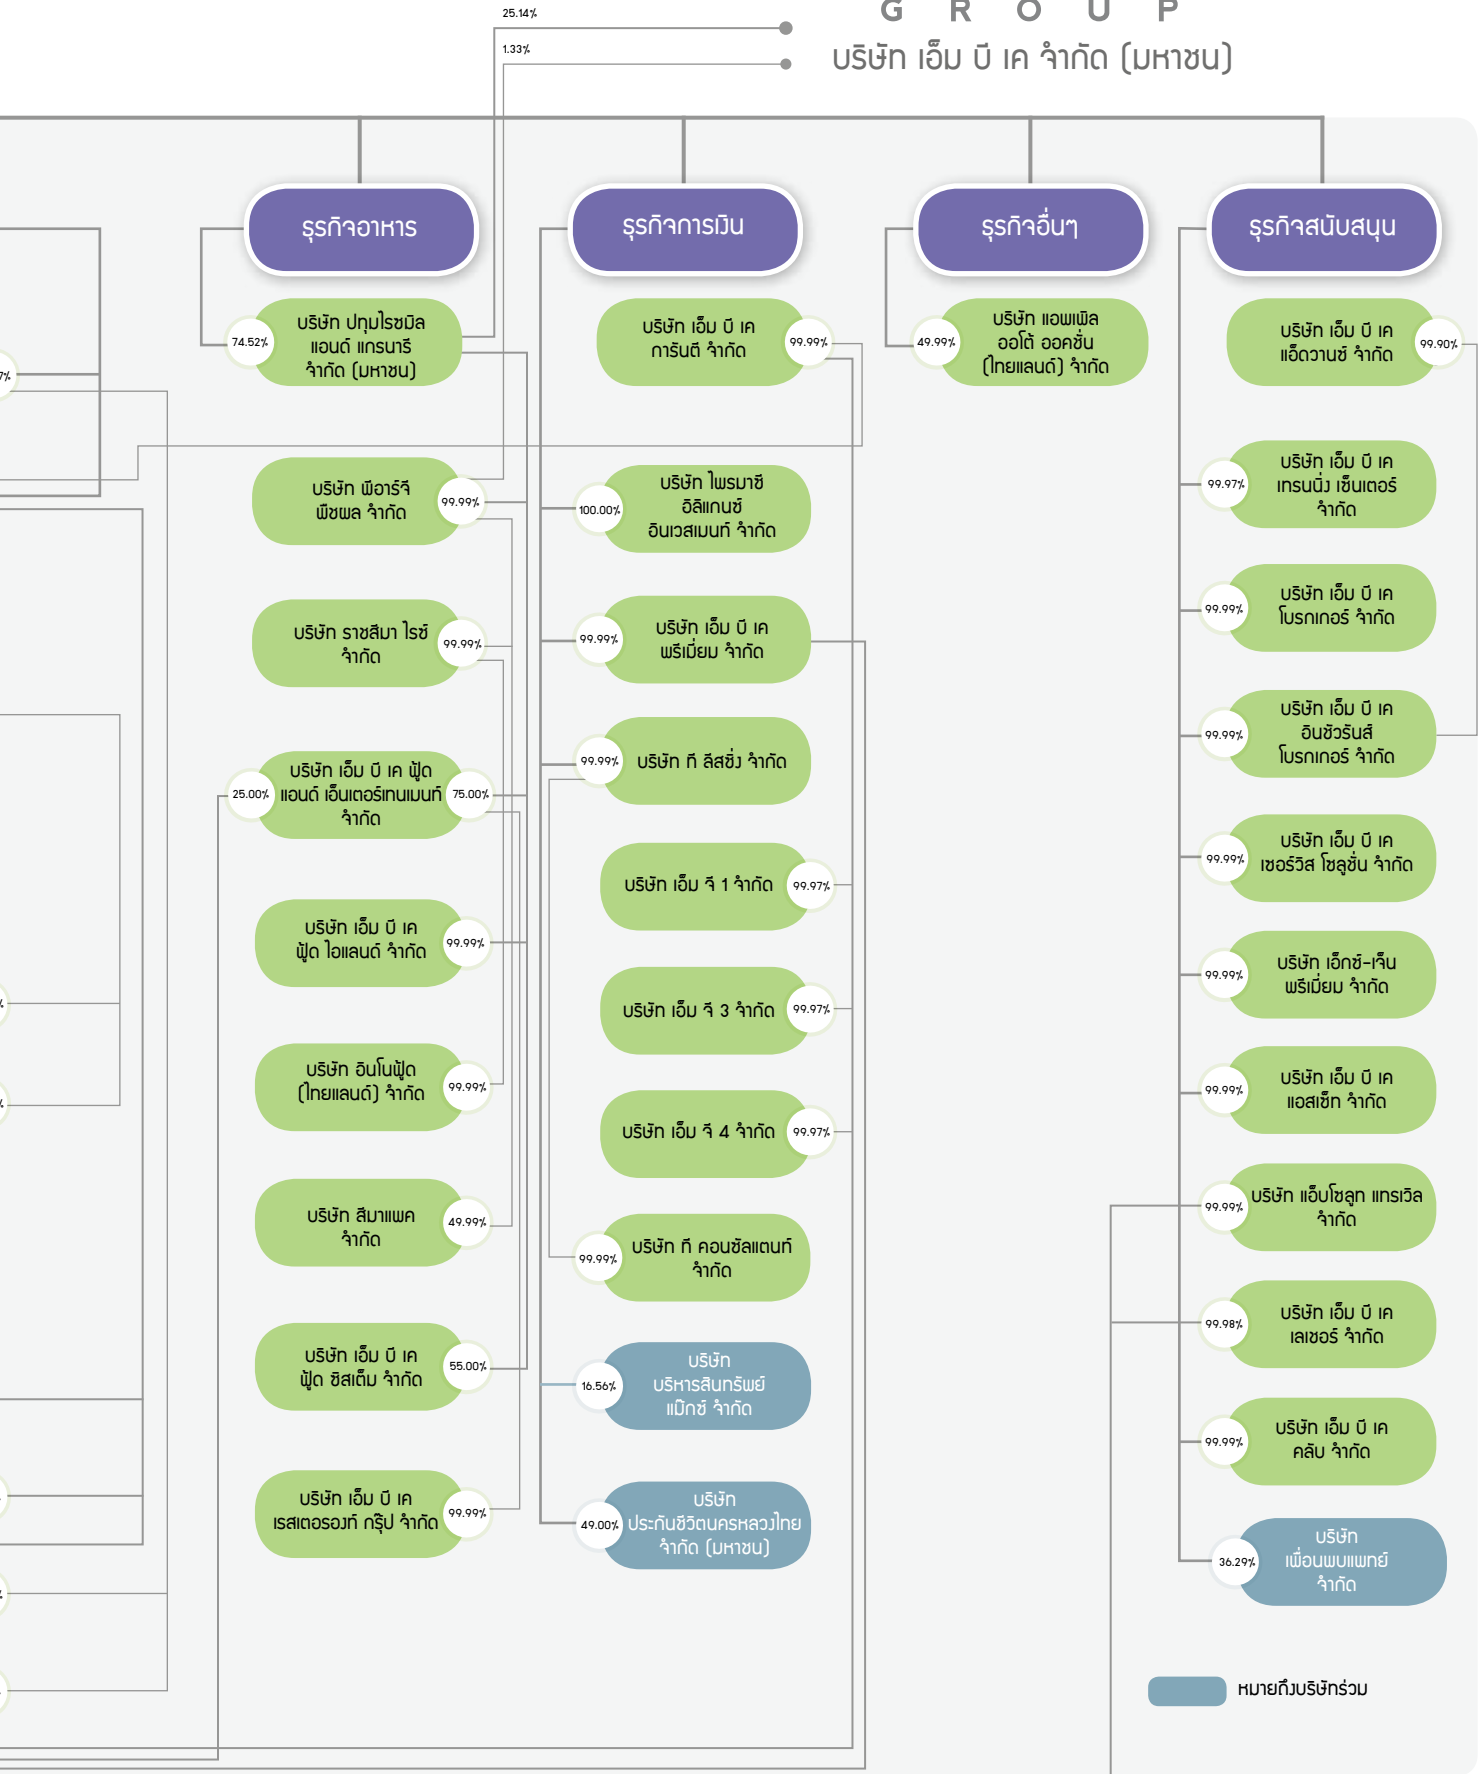 G R O U P
บริษัท เอ็ม บี เค จำกัด (มหาชน)
25.14%
1.33%
ธุรกิจอาหาร
74.52%
บริษัท ปทุมไรซมิล
แอนด์ แกรนารี
จำกัด (มหาชน)
บริษัท พีอาร์จี
พืชผล จำกัด
99.99%
บริษัท ราชสีมา ไรซ์
จำกัด
99.99%
25.00%
บริษัท เอ็ม บี เค ฟู้ด
แอนด์ เอ็นเตอร์เทนเมนท์
จำกัด
75.00%
บริษัท เอ็ม บี เค
ฟู้ด ไอแลนด์ จำกัด
99.99%
บริษัท อินโนฟู้ด
(ไทยแลนด์) จำกัด
99.99%
บริษัท สีมาแพค
จำกัด
49.99%
บริษัท เอ็ม บี เค
ฟู้ด ซิสเต็ม จำกัด
55.00%
บริษัท เอ็ม บี เค
เรสเตอรองท์ กรุ๊ป จำกัด
99.99%
ธุรกิจการเงิน
บริษัท เอ็ม บี เค
การันตี จำกัด
99.99%
100.00%
บริษัท ไพรมาซี
อิลิแกนซ์
อินเวสเมนท์ จำกัด
99.99%
บริษัท เอ็ม บี เค
พรีเมี่ยม จำกัด
99.99%
บริษัท ที ลีสซิ่ง จำกัด
บริษัท เอ็ม จี 1 จำกัด
99.97%
บริษัท เอ็ม จี 3 จำกัด
99.97%
บริษัท เอ็ม จี 4 จำกัด
99.97%
99.99%
บริษัท ที คอนซัลแตนท์
จำกัด
16.56%
บริษัท
บริหารสินทรัพย์
แม๊กซ์ จำกัด
49.00%
บริษัท
ประกันชีวิตนครหลวงไทย
จำกัด (มหาชน)
ธุรกิจอื่นๆ
49.99%
บริษัท แอพเพิล
ออโต้ ออคชั่น
(ไทยแลนด์) จำกัด
ธุรกิจสนับสนุน
บริษัท เอ็ม บี เค
แอ็ดวานซ์ จำกัด
99.90%
99.97%
บริษัท เอ็ม บี เค
เทรนนิ่ง เซ็นเตอร์
จำกัด
99.99%
บริษัท เอ็ม บี เค
โบรกเกอร์ จำกัด
99.99%
บริษัท เอ็ม บี เค
อินชัวรันส์
โบรกเกอร์ จำกัด
99.99%
บริษัท เอ็ม บี เค
เซอร์วิส โซลูชั่น จำกัด
99.99%
บริษัท เอ็กซ์-เจ็น
พรีเมี่ยม จำกัด
99.99%
บริษัท เอ็ม บี เค
แอสเซ็ท จำกัด
99.99%
บริษัท แอ็บโซลูท แทรเวิล
จำกัด
99.98%
บริษัท เอ็ม บี เค
เลเซอร์ จำกัด
99.99%
บริษัท เอ็ม บี เค
คลับ จำกัด
36.29%
บริษัท
เพื่อนพบแพทย์
จำกัด
หมายถึงบริษัทร่วม